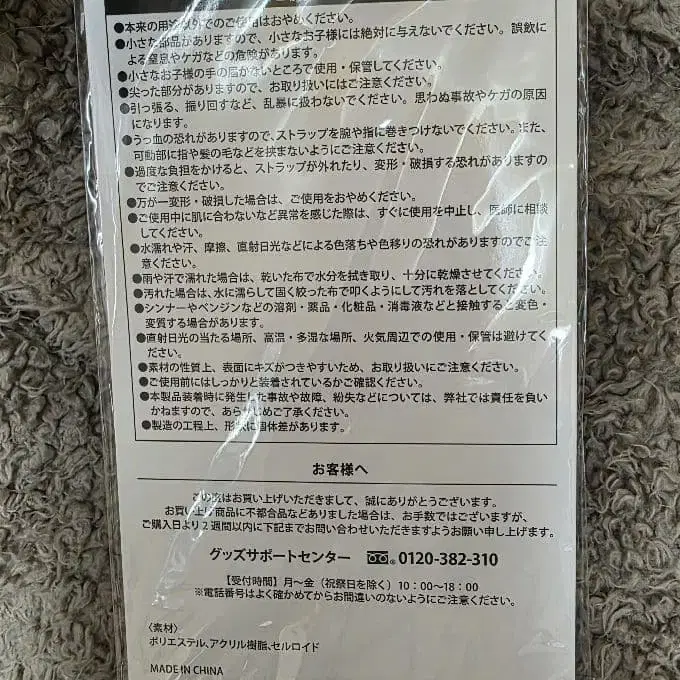 ●本来の用途以外でのご使用はおやめください。
●小さな部品がありますので、小さなお子様には絶対に与えないでください。誤飲に
よる窒息やケガなどの危険があります。
●小さなお子様の手の届かないところで使用・保管してください。
●尖った部分がありますので、お取り扱いにはご注意ください。
●引っ張る、振り回すなど、乱暴に扱わないでください。思わぬ事故やケガの原因
になります。
●うっ血の恐れがありますので、ストラップを腕や指に巻きつけないでください。また、
可動部に指や髪の毛などを挟まないようにご注意ください。
●過度な負担をかけると、ストラップが外れたり、変形・破損する恐れがありますの
でご注意ください。
●万が一変形・破損した場合は、ご使用をおやめください。
●ご使用中に肌に合わないなど異常を感じた際は、すぐに使用を中止し、医師に相談
してください。
●水濡れや汗、摩擦、直射日光などによる色落ちや色移りの恐れがありますのでご注
意ください。
●雨や汗で濡れた場合は、乾いた布で水分を拭き取り、十分に乾燥させてください。
●汚れた場合は、水に濡らして固く絞った布で叩くようにして汚れを落としてください。
●シンナーやベンジンなどの溶剤・薬品・化粧品・消毒液などと接触すると変色・
変質する場合があります。
●直射日光の当たる場所、高温・多湿な場所、火気周辺での使用・保管は避けてく
ださい。
●素材の性質上、表面にキズがつきやすいため、お取り扱いにご注意ください。
●ご使用前にはしっかりと装着されているかご確認ください。
●本製品装着時に発生した事故や故障、紛失などについては、弊社では責任を負い
かねますので、あらかじめご了承ください。
●製造の工程上、形状に個体差があります。
お客様へ
この度はお買い上げいただきまして、誠にありがとうございます。
お買い上げ商品に不都合品などありました場合は、お手数ではございますが、
ご購入日より2週間以内に下記までお問い合わせいただきますようお願い申し上げます。
グッズサポートセンター 0120-382-310
【受付時間】月～金（祝祭日を除く）10：00～18：00
※電話番号はよく確かめてからお間違いのないようにご注意ください。
〈素材〉
ポリエステル、アクリル樹脂、セルロイド
MADE IN CHINA